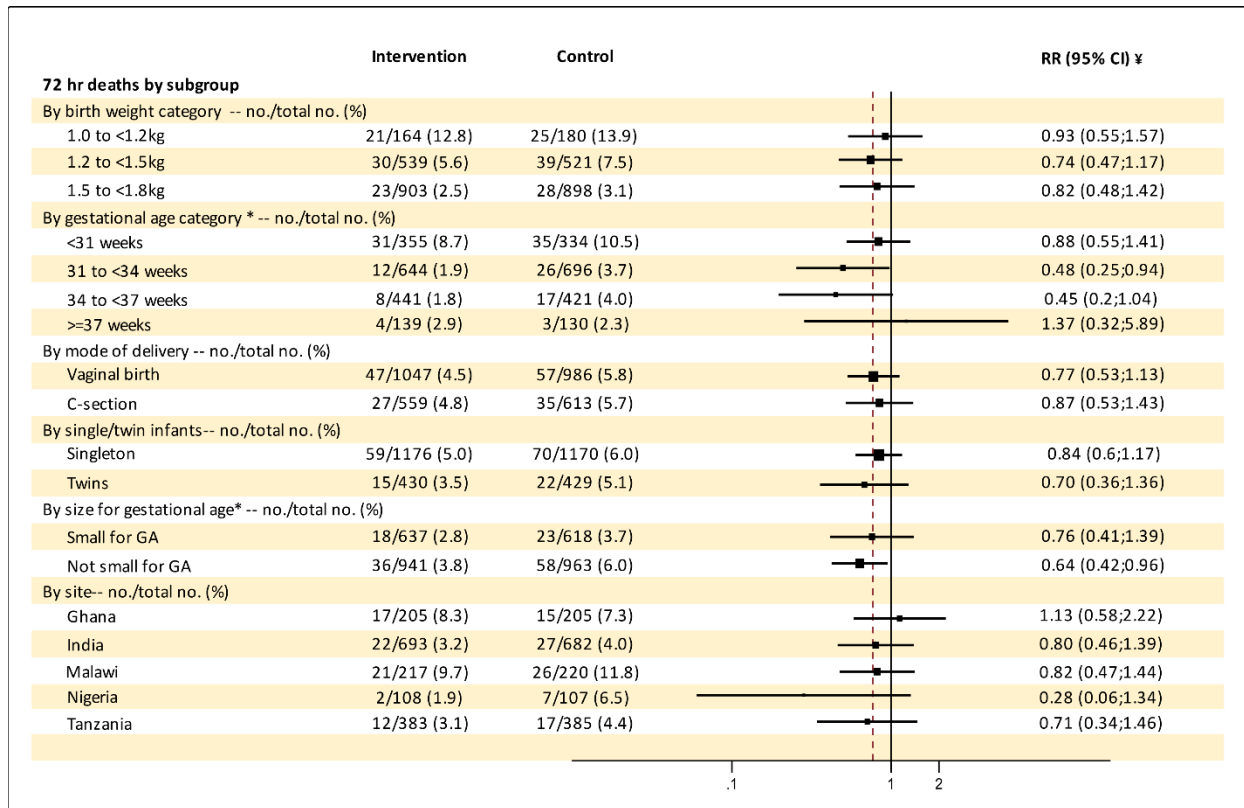 Intervention Control RR (95% CI) ¥
72 hr deaths by subgroup
By birth weight category -- no./total no. (%)
1.0 to <1.2kg 21/164 (12.8) 25/180 (13.9) 0.93 (0.55;1.57)
1.2 to <1.5kg 30/539 (5.6) 39/521 (7.5) 0.74 (0.47;1.17)
1.5 to <1.8kg 23/903 (2.5) 28/898 (3.1) 0.82 (0.48;1.42)
By gestational age category * -- no./total no. (%)
<31 weeks 31/355 (8.7) 35/334 (10.5) 0.88 (0.55;1.41)
31 to <34 weeks 12/644 (1.9) 26/696 (3.7) 0.48 (0.25;0.94)
34 to <37 weeks 8/441 (1.8) 17/421 (4.0) 0.45 (0.2;1.04)
>=37 weeks 4/139 (2.9) 3/130 (2.3) 1.37 (0.32;5.89)
By mode of delivery -- no./total no. (%)
Vaginal birth 47/1047 (4.5) 57/986 (5.8) 0.77 (0.53;1.13)
C-section 27/559 (4.8) 35/613 (5.7) 0.87 (0.53;1.43)
By single/twin infants-- no./total no. (%)
Singleton 59/1176 (5.0) 70/1170 (6.0) 0.84 (0.6;1.17)
Twins 15/430 (3.5) 22/429 (5.1) 0.70 (0.36;1.36)
By size for gestational age* -- no./total no. (%)
Small for GA 18/637 (2.8) 23/618 (3.7) 0.76 (0.41;1.39)
Not small for GA 36/941 (3.8) 58/963 (6.0) 0.64 (0.42;0.96)
By site-- no./total no. (%)
Ghana 17/205 (8.3) 15/205 (7.3) 1.13 (0.58;2.22)
India 22/693 (3.2) 27/682 (4.0) 0.80 (0.46;1.39)
Malawi 21/217 (9.7) 26/220 (11.8) 0.82 (0.47;1.44)
Nigeria 2/108 (1.9) 7/107 (6.5) 0.28 (0.06;1.34)
Tanzania 12/383 (3.1) 17/385 (4.4) 0.71 (0.34;1.46)
.1 1 2